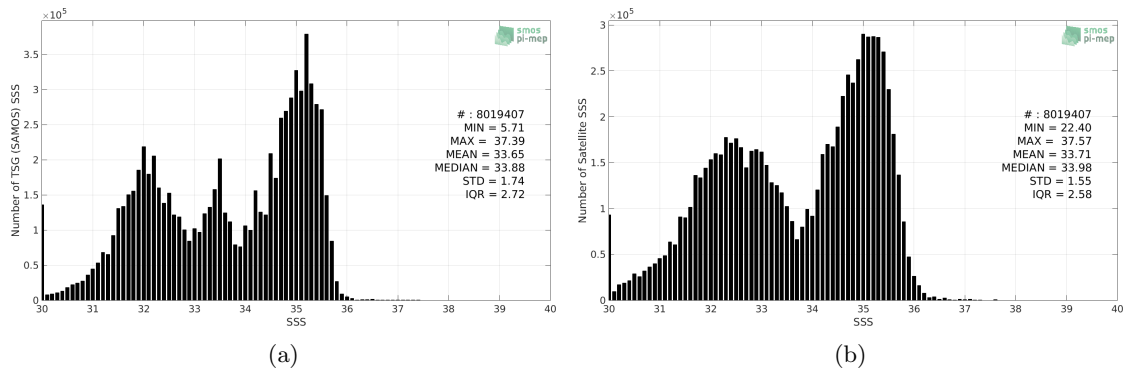 ×10⁵
3.5
3
2.5
2
1.5
1
0.5
0
30 31 32 33 34 35 36 37 38 39 40
SSS
Number of TSG (SAMOS) SSS
smos
pi-mep
# : 8019407
MIN = 5.71
MAX = 37.39
MEAN = 33.65
MEDIAN = 33.88
STD = 1.74
IQR = 2.72
(a)
×10⁵
3
2.5
2
1.5
1
0.5
0
30 31 32 33 34 35 36 37 38 39 40
SSS
Number of Satellite SSS
smos
pi-mep
# : 8019407
MIN = 22.40
MAX = 37.57
MEAN = 33.71
MEDIAN = 33.98
STD = 1.55
IQR = 2.58
(b)